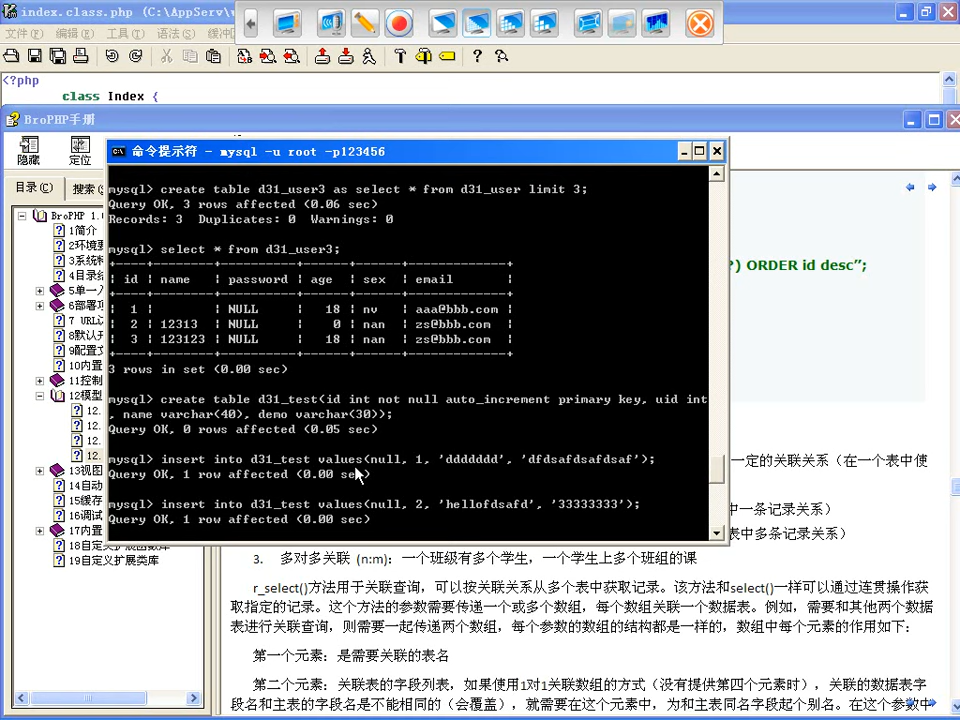 index.class.php (C:\AppServ\w
文件(F) 编辑(E) 工具(T) 语法(S) 缓冲
<?php
class Index {
BroPHP手册
隐藏 定位
目录(C) 搜索(
BroPHP 1.
1简介
2环境要
3系统特
4目录结
5单一入
6部署项
7 URL访
8默认开
9配置文
10内置
11控制
12模型
12.
12.
12.
12.
13视图
14自动
15缓存
16调试
17内置
18自定义扩展函数库
19自定义扩展类库
命令提示符 - mysql -u root -p123456
mysql> create table d31_user3 as select * from d31_user limit 3;
Query OK, 3 rows affected (0.06 sec)
Records: 3  Duplicates: 0  Warnings: 0
mysql> select * from d31_user3;
+----+--------+----------+------+------+-------------+
| id | name   | password | age  | sex  | email       |
+----+--------+----------+------+------+-------------+
|  1 |        | NULL     |   18 | nv   | aaa@bbb.com |
|  2 | 12313  | NULL     |    0 | nan  | zs@bbb.com  |
|  3 | 123123 | NULL     |   18 | nan  | zs@bbb.com  |
+----+--------+----------+------+------+-------------+
3 rows in set (0.00 sec)
mysql> create table d31_test(id int not null auto_increment primary key, uid int
, name varchar(40), demo varchar(30));
Query OK, 0 rows affected (0.05 sec)
mysql> insert into d31_test values(null, 1, 'ddddddd', 'dfdsafdsafdsaf');
Query OK, 1 row affected (0.00 sec)
mysql> insert into d31_test values(null, 2, 'hellofdsafd', '33333333');
Query OK, 1 row affected (0.00 sec)
?) ORDER id desc”;
一定的关联关系（在一个表中使
中一条记录关系）
表中多条记录关系）
3. 多对多关联 (n:m)：一个班级有多个学生，一个学生上多个班组的课
r_select()方法用于关联查询，可以按关联关系从多个表中获取记录。该方法和select()一样可以通过连贯操作获
取指定的记录。这个方法的参数需要传递一个或多个数组，每个数组关联一个数据表。例如，需要和其他两个数据
表进行关联查询，则需要一起传递两个数组，每个参数的数组的结构都是一样的，数组中每个元素的作用如下：
第一个元素：是需要关联的表名
第二个元素：关联表的字段列表，如果使用1对1关联数组的方式（没有提供第四个元素时），关联的数据表字
段名和主表的字段名是不能相同的（会覆盖），就需要在这个元素中，为和主表同名字段起个别名。在这个参数中